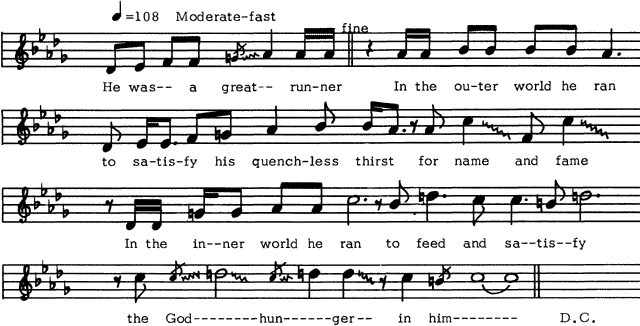 =108 Moderate-fast
fine
He was-- a great-- run-ner In the ou-ter world he ran
to sa-tis-fy his quench-less thirst for name and fame
In the in--ner world he ran to feed and sa--tis--fy
the God--------hun------ger-- in him-------- D.C.